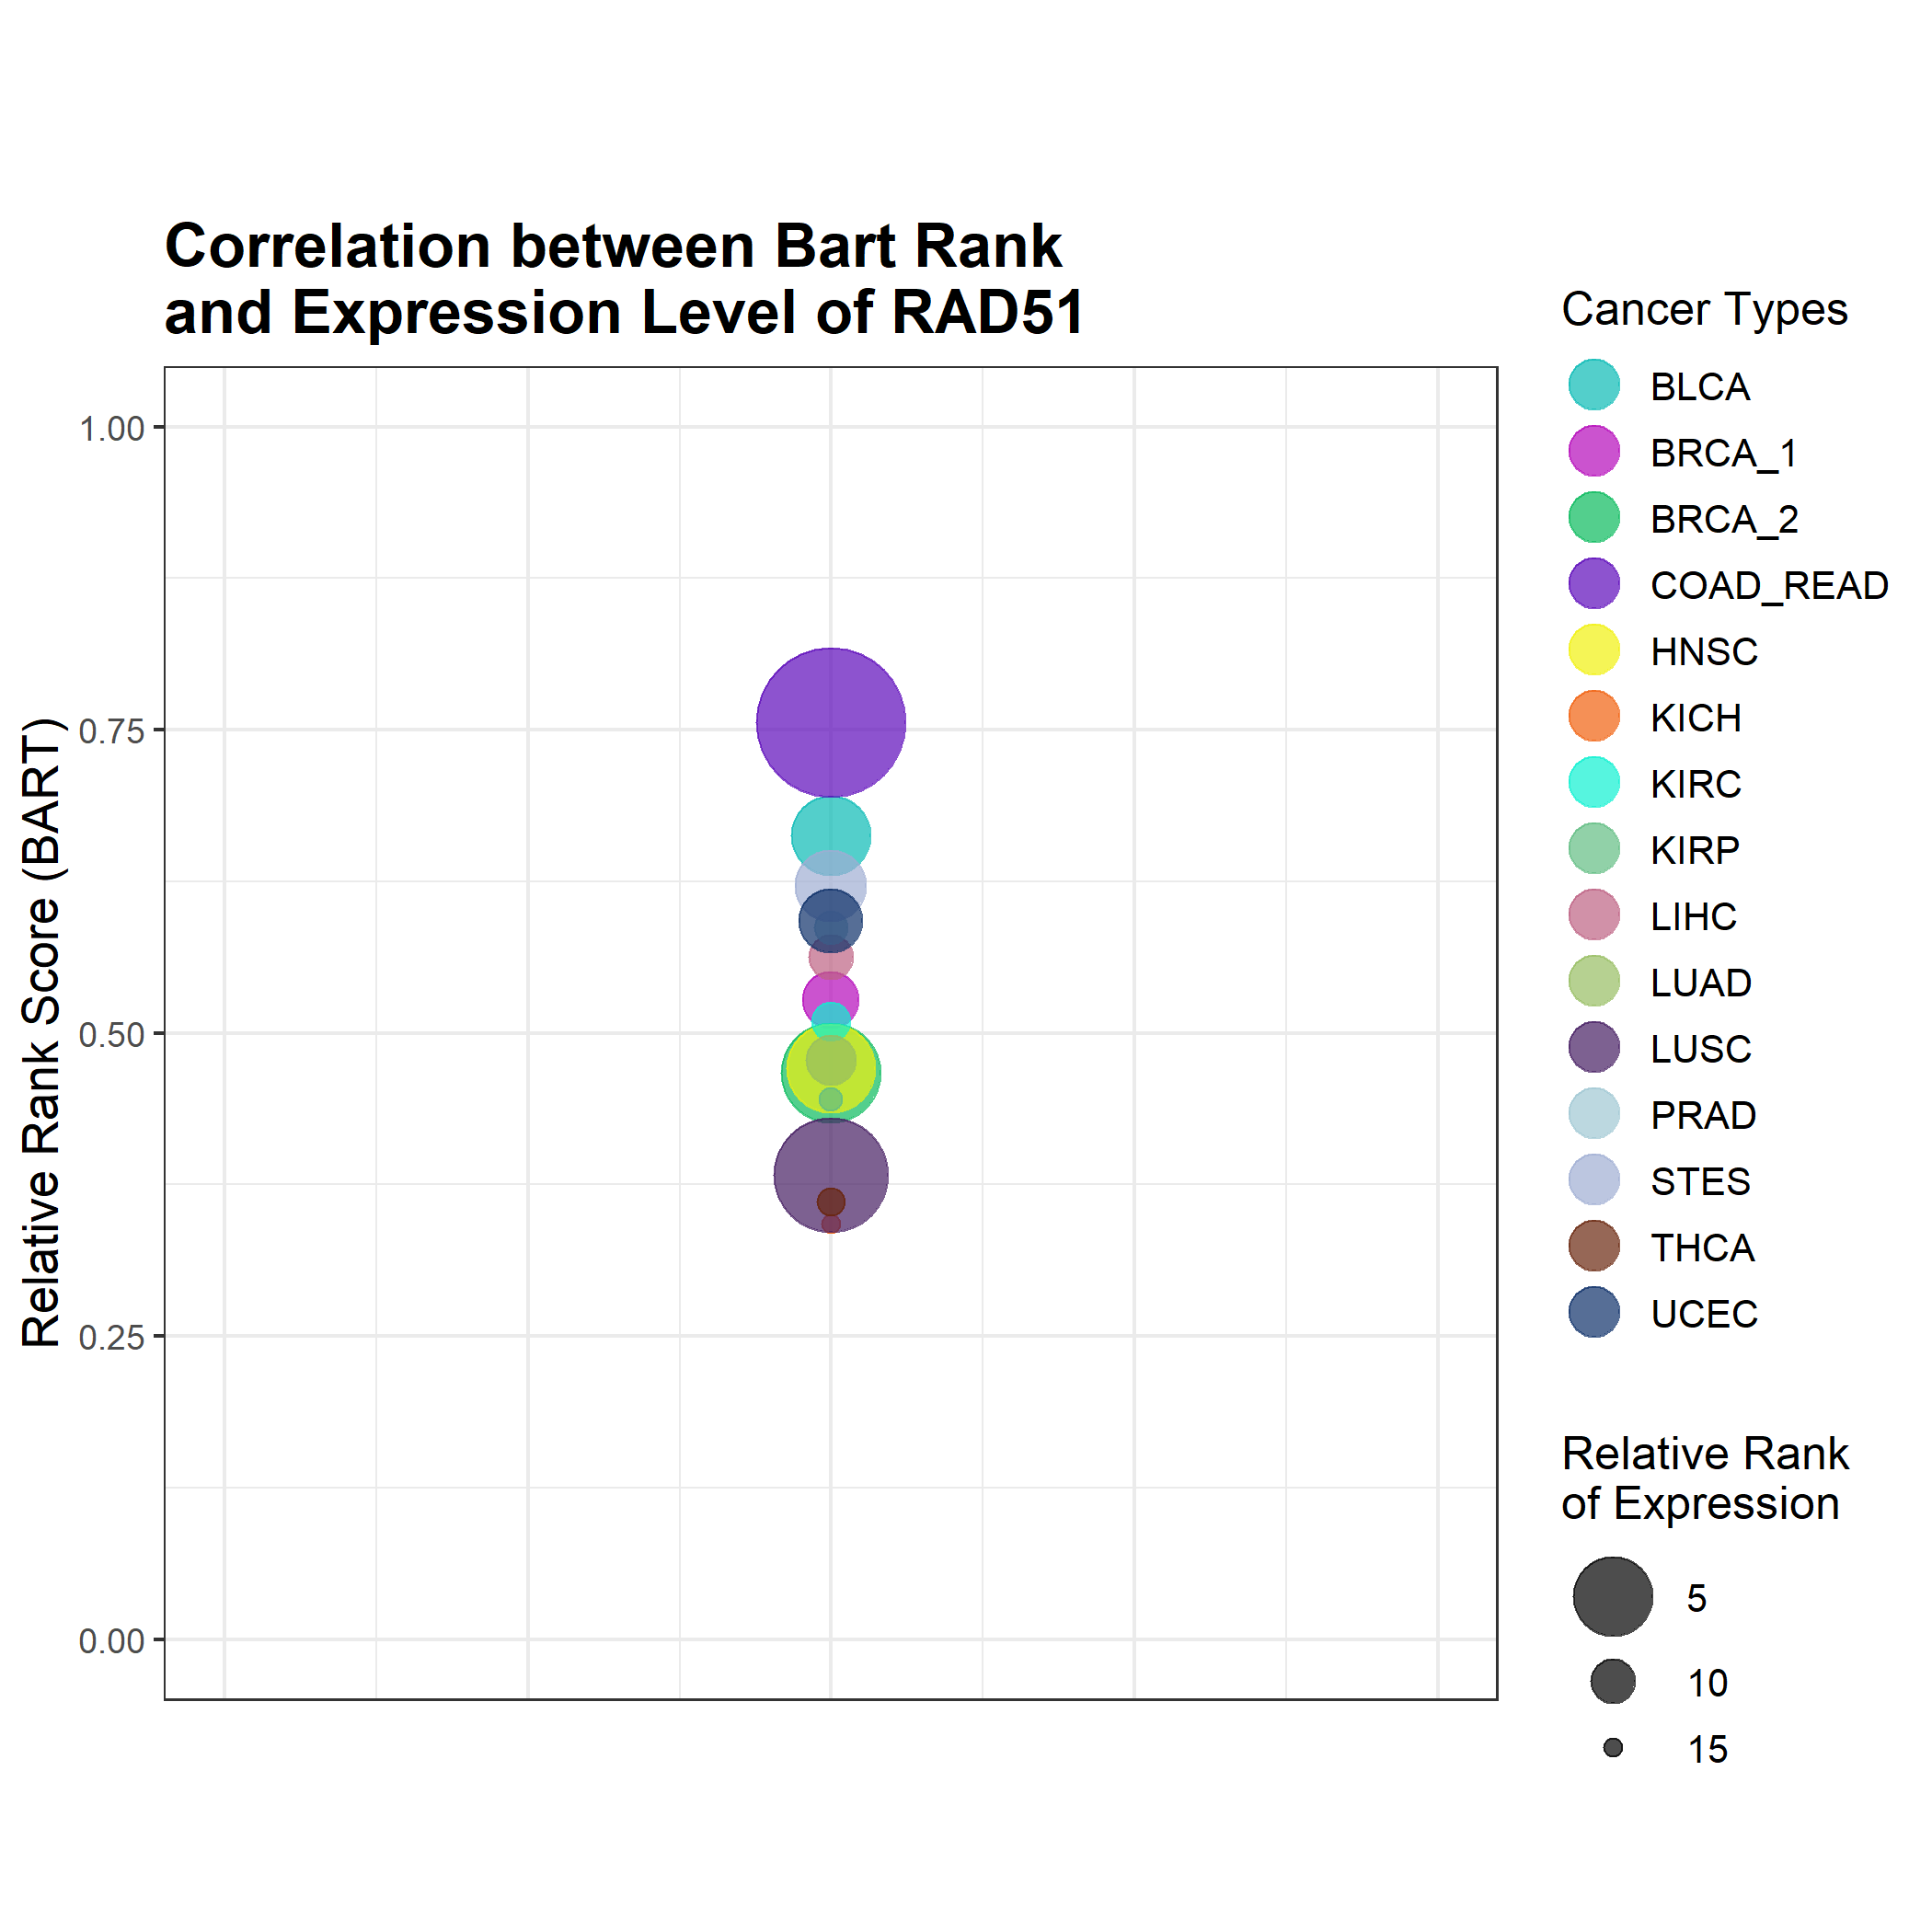 Correlation between Bart Rank
and Expression Level of RAD51
Relative Rank Score (BART)
1.00
0.75
0.50
0.25
0.00
Cancer Types
BLCA
BRCA_1
BRCA_2
COAD_READ
HNSC
KICH
KIRC
KIRP
LIHC
LUAD
LUSC
PRAD
STES
THCA
UCEC
Relative Rank
of Expression
5
10
15